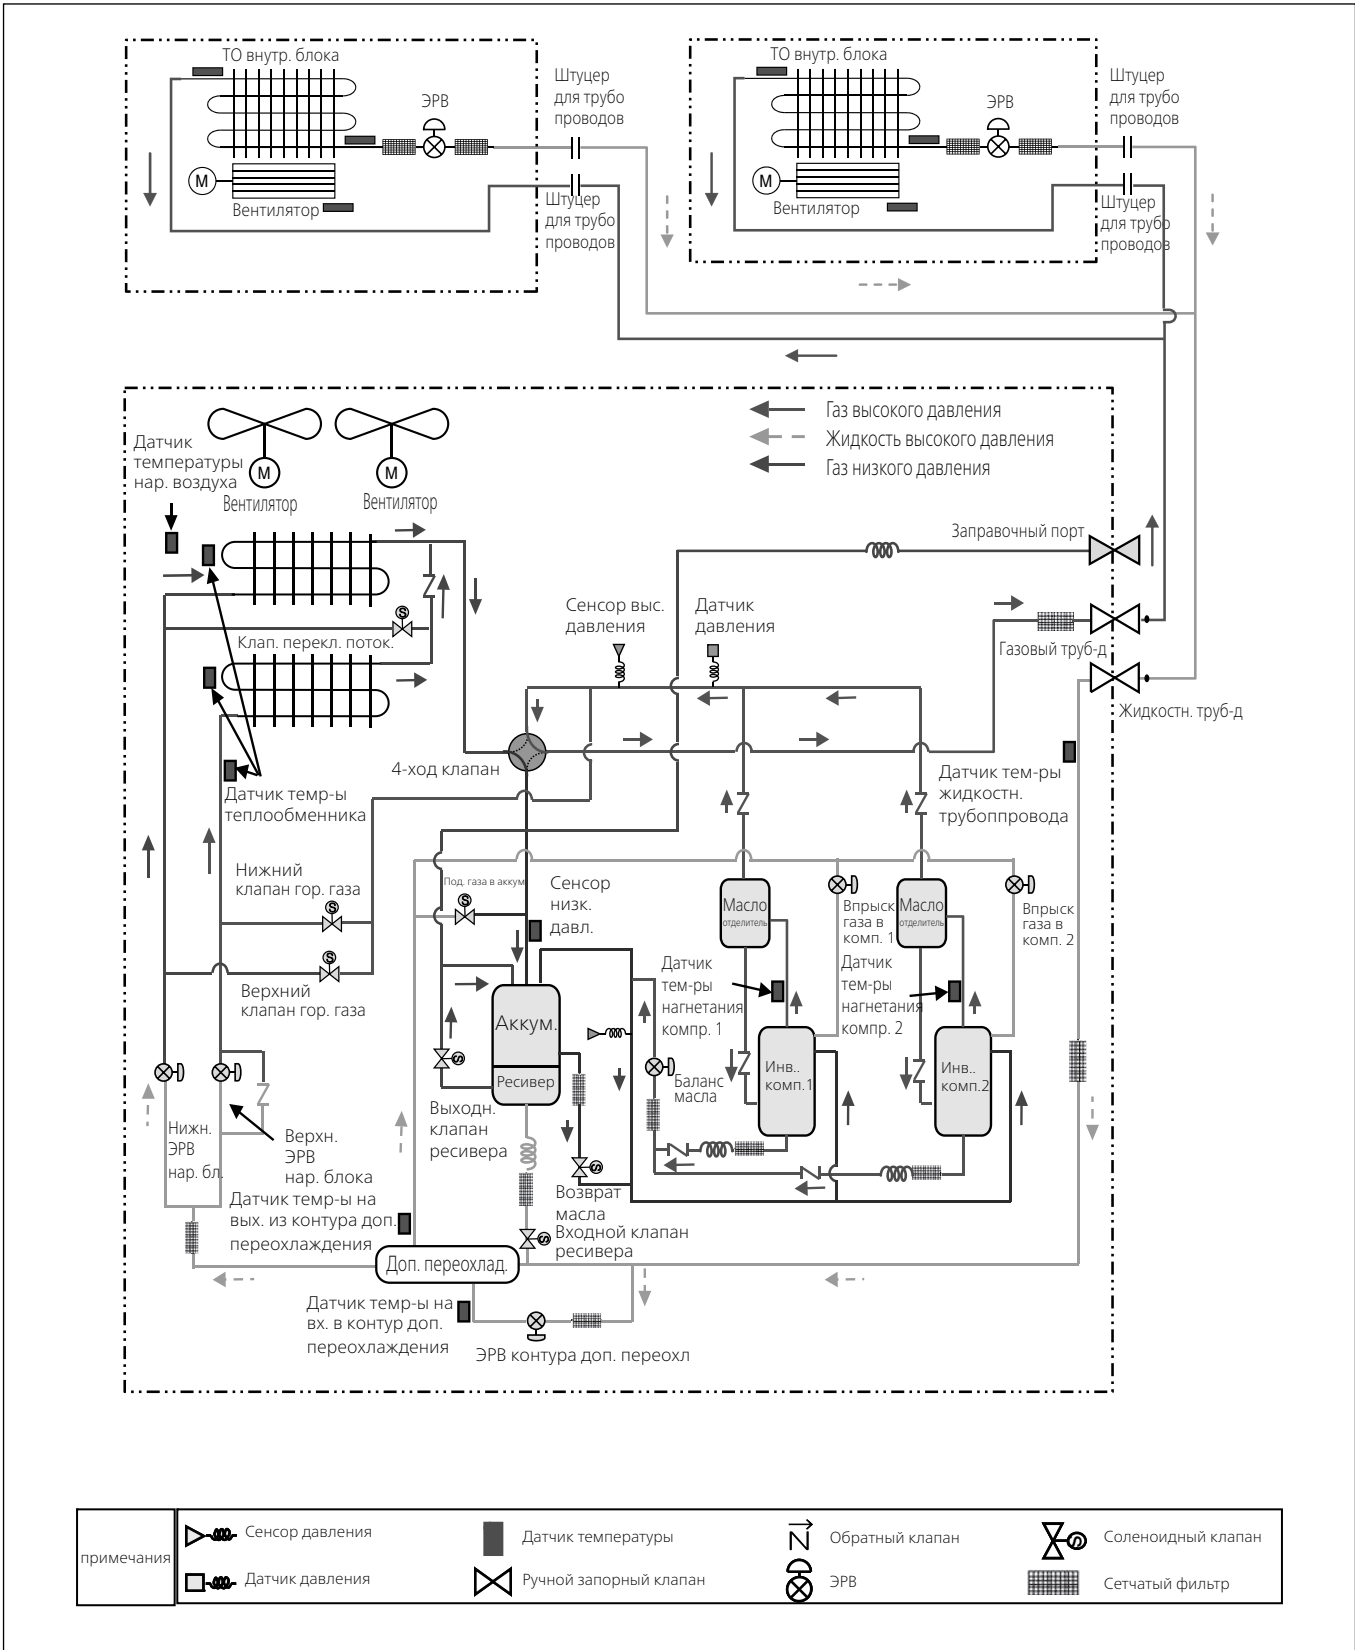 ТО внутр. блока
ЭРВ
Штуцер
для трубо
проводов
M
Вентилятор
Штуцер
для трубо
проводов
ТО внутр. блока
ЭРВ
Штуцер
для трубо
проводов
M
Вентилятор
Штуцер
для трубо
проводов
Газ высокого давления
Жидкость высокого давления
Газ низкого давления
Датчик
температуры
нар. воздуха
M
Вентилятор
M
Вентилятор
Заправочный порт
Сенсор выс.
давления
Датчик
давления
S
Клап. перекл. поток.
Газовый труб-д
Жидкостн. труб-д
4-ход клапан
Датчик темр-ы
теплообменника
Датчик тем-ры
жидкостн.
трубоппровода
Нижний
клапан гор. газа
S
Под. газа в аккум
S
Сенсор
низк.
давл.
Масло
отделитель
Впрыск
газа в
комп. 1
Масло
отделитель
Впрыск
газа в
комп. 2
S
Верхний
клапан гор. газа
Датчик
тем-ры
нагнетания
компр. 1
Датчик
тем-ры
нагнетания
компр. 2
Аккум.
Ресивер
S
Баланс
масла
Инв..
комп.1
Инв..
комп.2
Выходн.
клапан
ресивера
Нижн.
ЭРВ
нар. бл.
Верхн.
ЭРВ
нар. блока
S
Возврат
масла
Датчик темр-ы на
вых. из контура доп.
переохлаждения
S
Входной клапан
ресивера
Доп. переохлад.
Датчик темр-ы на
вх. в контур доп.
переохлаждения
ЭРВ контура доп. переохл
примечания
Сенсор давления
Датчик температуры
Обратный клапан
S
Соленоидный клапан
Датчик давления
Ручной запорный клапан
ЭРВ
Сетчатый фильтр